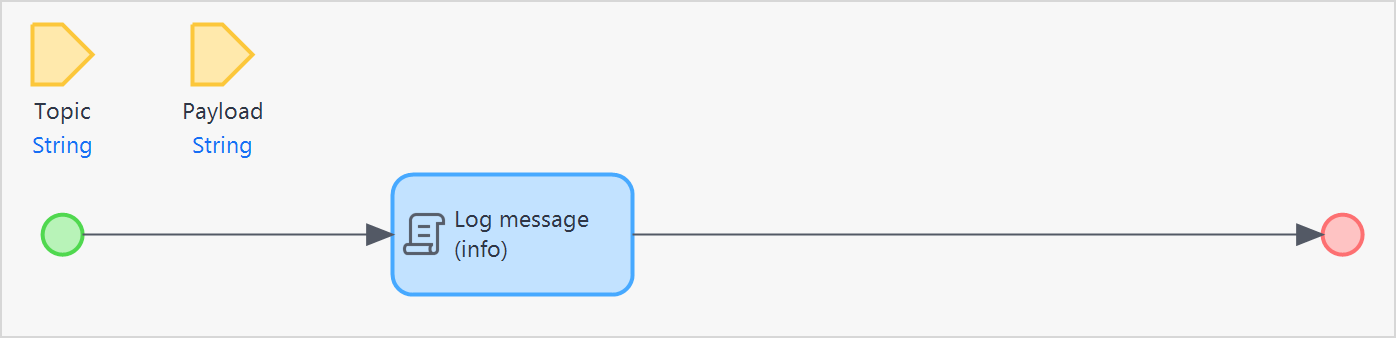 Topic
String
Payload
String
Log message
(info)